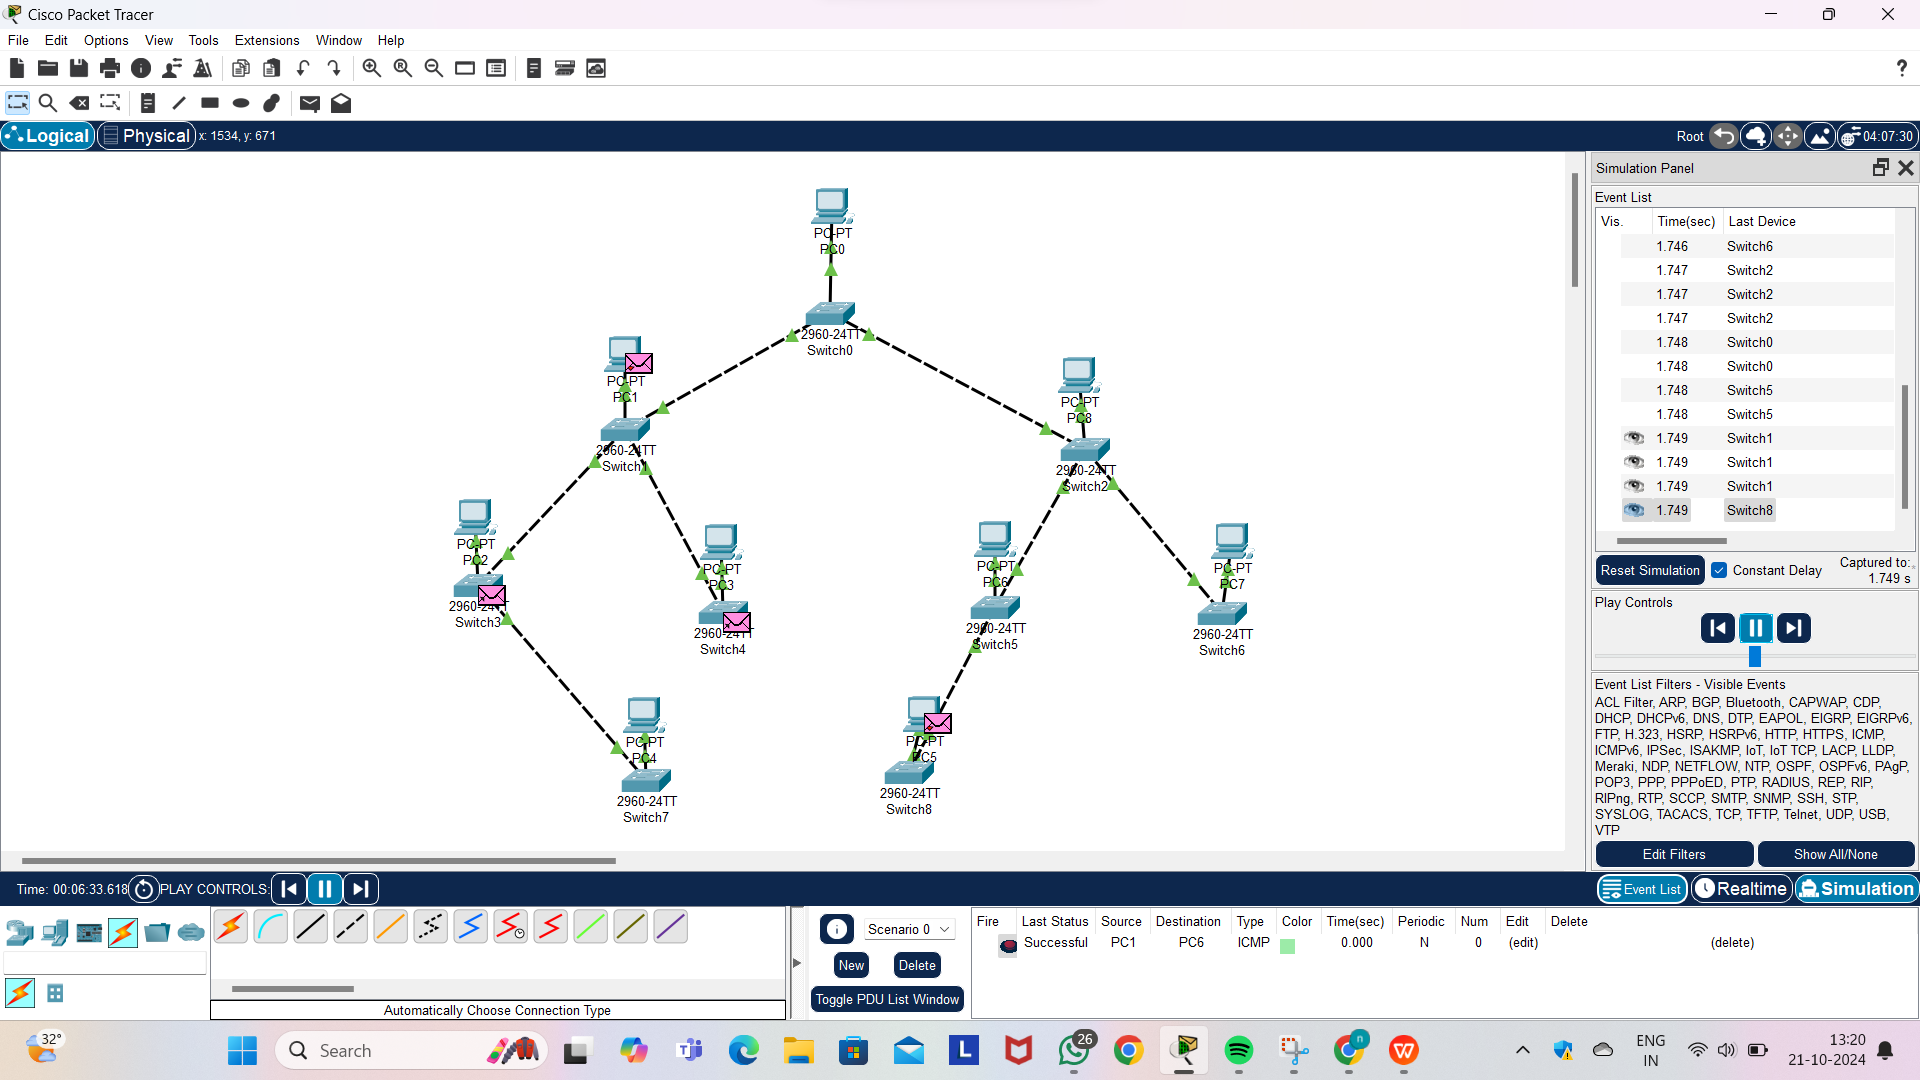 Cisco Packet Tracer
File Edit Options View Tools Extensions Window Help
?
Logical Physical x: 1534, y: 671
Root 04:07:30
PC-PT
PC0
2960-24TT
Switch0
PC-PT
PC1
2960-24TT
Switch1
PC-PT
PC8
2960-24TT
Switch2
PC-PT
PC2
2960-24TT
Switch3
PC-PT
PC3
2960-24TT
Switch4
PC-PT
PC6
2960-24TT
Switch5
PC-PT
PC7
2960-24TT
Switch6
PC-PT
PC4
2960-24TT
Switch7
PC-PT
PC5
2960-24TT
Switch8
Simulation Panel
Event List
Vis. Time(sec) Last Device
1.746 Switch6
1.747 Switch2
1.747 Switch2
1.747 Switch2
1.748 Switch0
1.748 Switch0
1.748 Switch5
1.748 Switch5
1.749 Switch1
1.749 Switch1
1.749 Switch1
1.749 Switch8
Reset Simulation Constant Delay Captured to:
1.749 s
Play Controls
Event List Filters - Visible Events
ACL Filter, ARP, BGP, Bluetooth, CAPWAP, CDP,
DHCP, DHCPv6, DNS, DTP, EAPOL, EIGRP, EIGRPv6,
FTP, H.323, HSRP, HSRPv6, HTTP, HTTPS, ICMP,
ICMPv6, IPSec, ISAKMP, IoT, IoT TCP, LACP, LLDP,
Meraki, NDP, NETFLOW, NTP, OSPF, OSPFv6, PAgP,
POP3, PPP, PPPoED, PTP, RADIUS, REP, RIP,
RIPng, RTP, SCCP, SMTP, SNMP, SSH, STP,
SYSLOG, TACACS, TCP, TFTP, Telnet, UDP, USB,
VTP
Edit Filters Show All/None
Time: 00:06:33.618 PLAY CONTROLS:
Event List Realtime Simulation
Automatically Choose Connection Type
Scenario 0
New Delete
Toggle PDU List Window
Fire Last Status Source Destination Type Color Time(sec) Periodic Num Edit Delete
Successful PC1 PC6 ICMP 0.000 N 0 (edit) (delete)
32°
Search
L
26
n
W
ENG
IN
13:20
21-10-2024